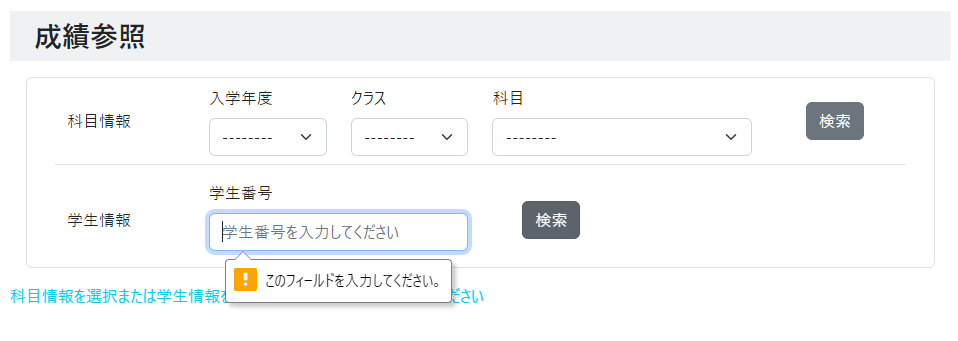 成績参照
入学年度 クラス 科目
科目情報 -------- -------- -------- 検索
学生番号
学生情報 学生番号を入力してください 検索
このフィールドを入力してください。
科目情報を選択または学生情報を ださい